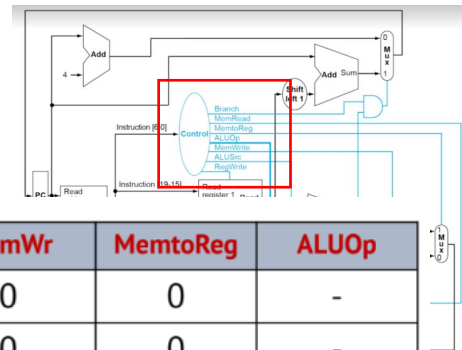 0
M
u
x
1
Add
4
Add Sum
Shift
left 1
Branch
MemRead
MemtoReg
ALUOp
MemWrite
ALUSrc
RegWrite
Control
Instruction [6-0]
Instruction [19-15]
PC
Read
Read
register 1
Read
1
M
u
x
0
mWr MemtoReg ALUOp
0 0 -
0 0 -